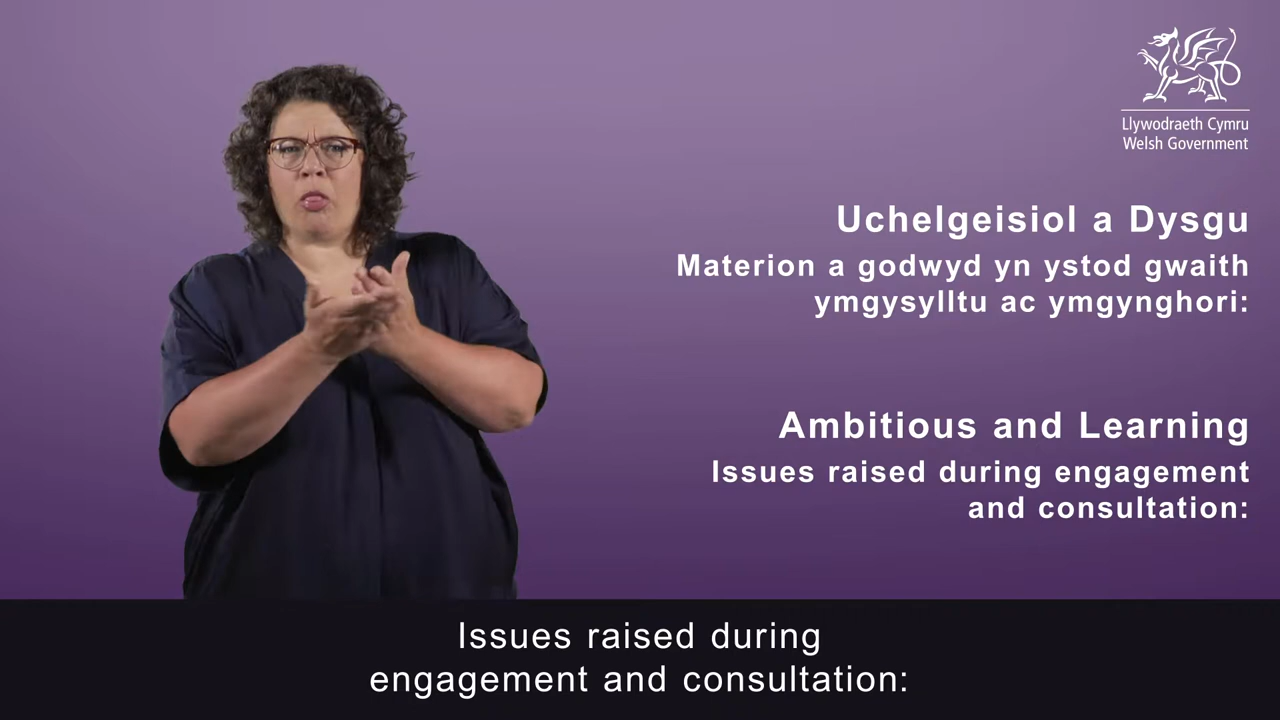 Llywodraeth Cymru
Welsh Government
Uchelgeisiol a Dysgu
Materion a godwyd yn ystod gwaith
ymgysylltu ac ymgynghori:
Ambitious and Learning
Issues raised during engagement
and consultation:
Issues raised during
engagement and consultation: